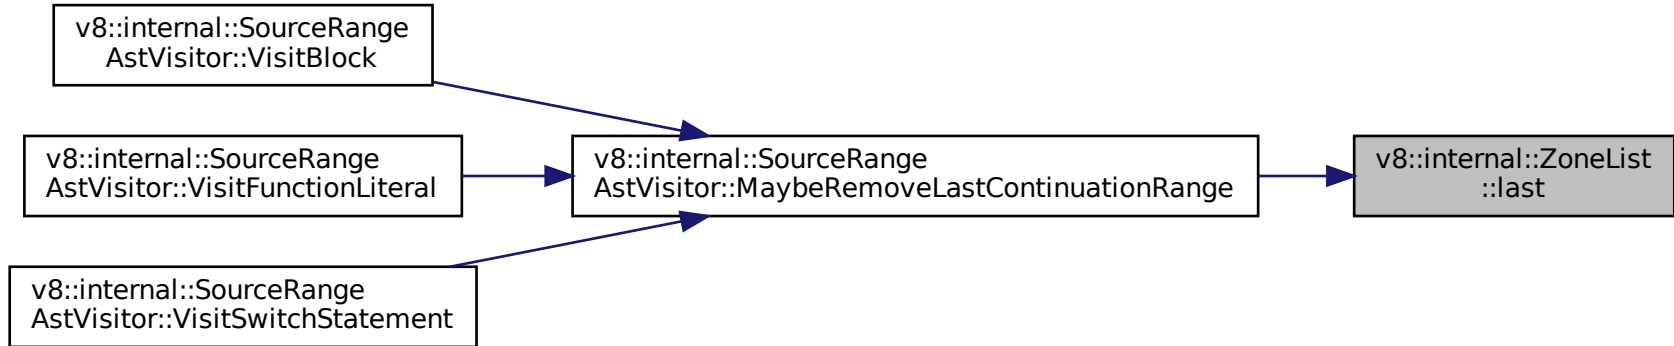 v8::internal::SourceRange
AstVisitor::VisitBlock
v8::internal::SourceRange
AstVisitor::VisitFunctionLiteral
v8::internal::SourceRange
AstVisitor::VisitSwitchStatement
v8::internal::SourceRange
AstVisitor::MaybeRemoveLastContinuationRange
v8::internal::ZoneList
::last